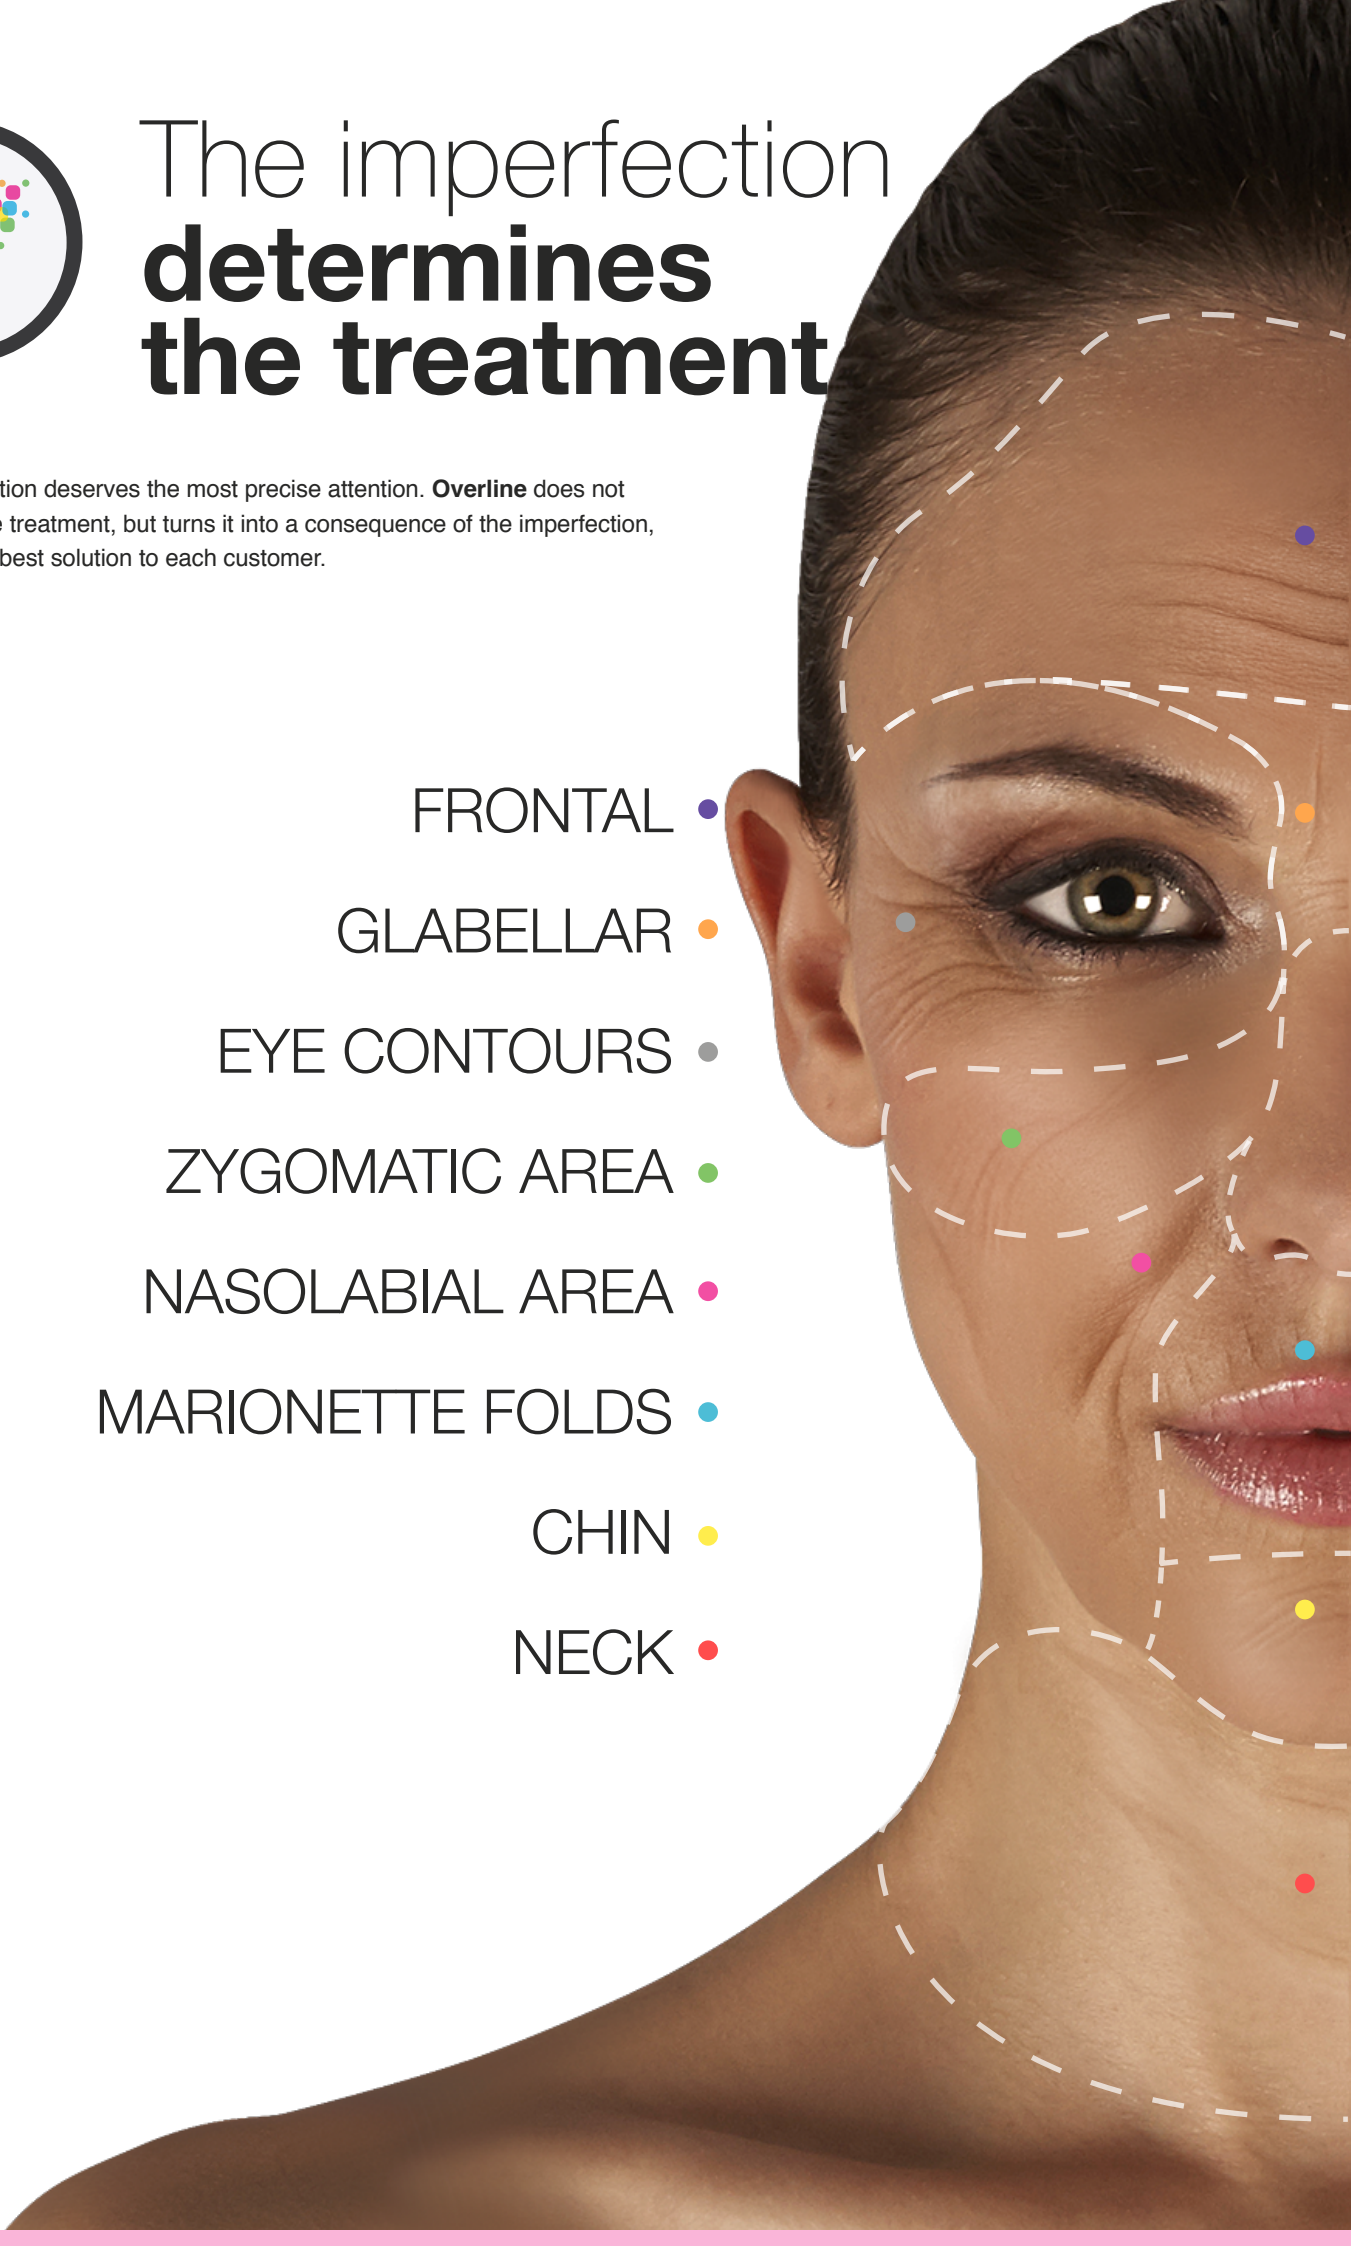 The imperfection
determines
the treatment
deserves the most precise attention. Overline does not
treatment, but turns it into a consequence of the imperfection,
best solution to each customer.
FRONTAL
GLABELLAR
EYE CONTOURS
ZYGOMATIC AREA
NASOLABIAL AREA
MARIONETTE FOLDS
CHIN
NECK